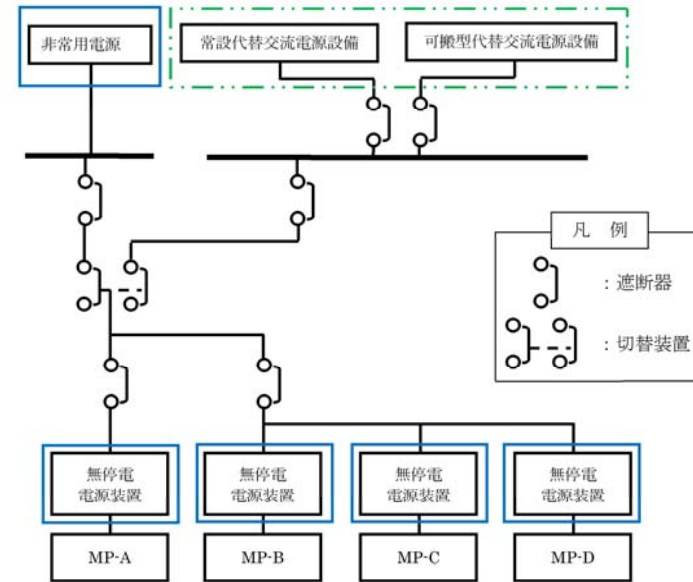 非常用電源
常設代替交流電源設備
可搬型代替交流電源設備
凡 例
：遮断器
：切替装置
無停電
電源装置
無停電
電源装置
無停電
電源装置
無停電
電源装置
MP-A
MP-B
MP-C
MP-D